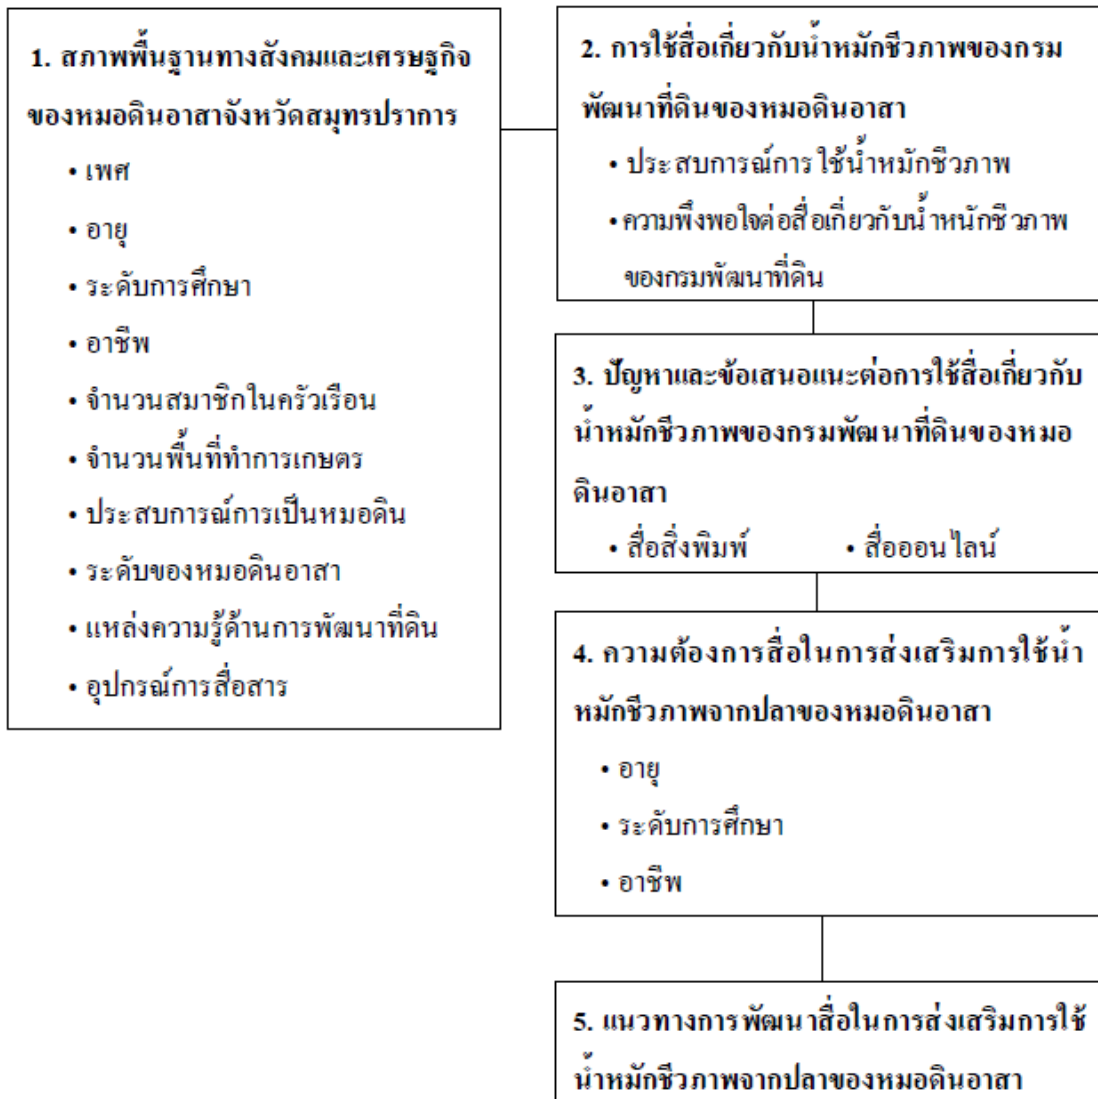 1. สภาพพื้นฐานทางสังคมและเศรษฐกิจ
ของหมอดินอาสาจังหวัดสมุทรปราการ
• เพศ
• อายุ
• ระดับการศึกษา
• อาชีพ
• จำนวนสมาชิกในครัวเรือน
• จำนวนพื้นที่ทำการเกษตร
• ประสบการณ์การเป็นหมอดิน
• ระดับของหมอดินอาสา
• แหล่งความรู้ด้านการพัฒนาที่ดิน
• อุปกรณ์การสื่อสาร
2. การใช้สื่อเกี่ยวกับน้ำหมักชีวภาพของกรม
พัฒนาที่ดินของหมอดินอาสา
• ประสบการณ์การใช้น้ำหมักชีวภาพ
• ความพึงพอใจต่อสื่อเกี่ยวกับน้ำหนักชีวภาพ
ของกรมพัฒนาที่ดิน
3. ปัญหาและข้อเสนอแนะต่อการใช้สื่อเกี่ยวกับ
น้ำหมักชีวภาพของกรมพัฒนาที่ดินของหมอ
ดินอาสา
• สื่อสิ่งพิมพ์ • สื่อออนไลน์
4. ความต้องการสื่อในการส่งเสริมการใช้น้ำ
หมักชีวภาพจากปลาของหมอดินอาสา
• อายุ
• ระดับการศึกษา
• อาชีพ
5. แนวทางการพัฒนาสื่อในการส่งเสริมการใช้
น้ำหมักชีวภาพจากปลาของหมอดินอาสา